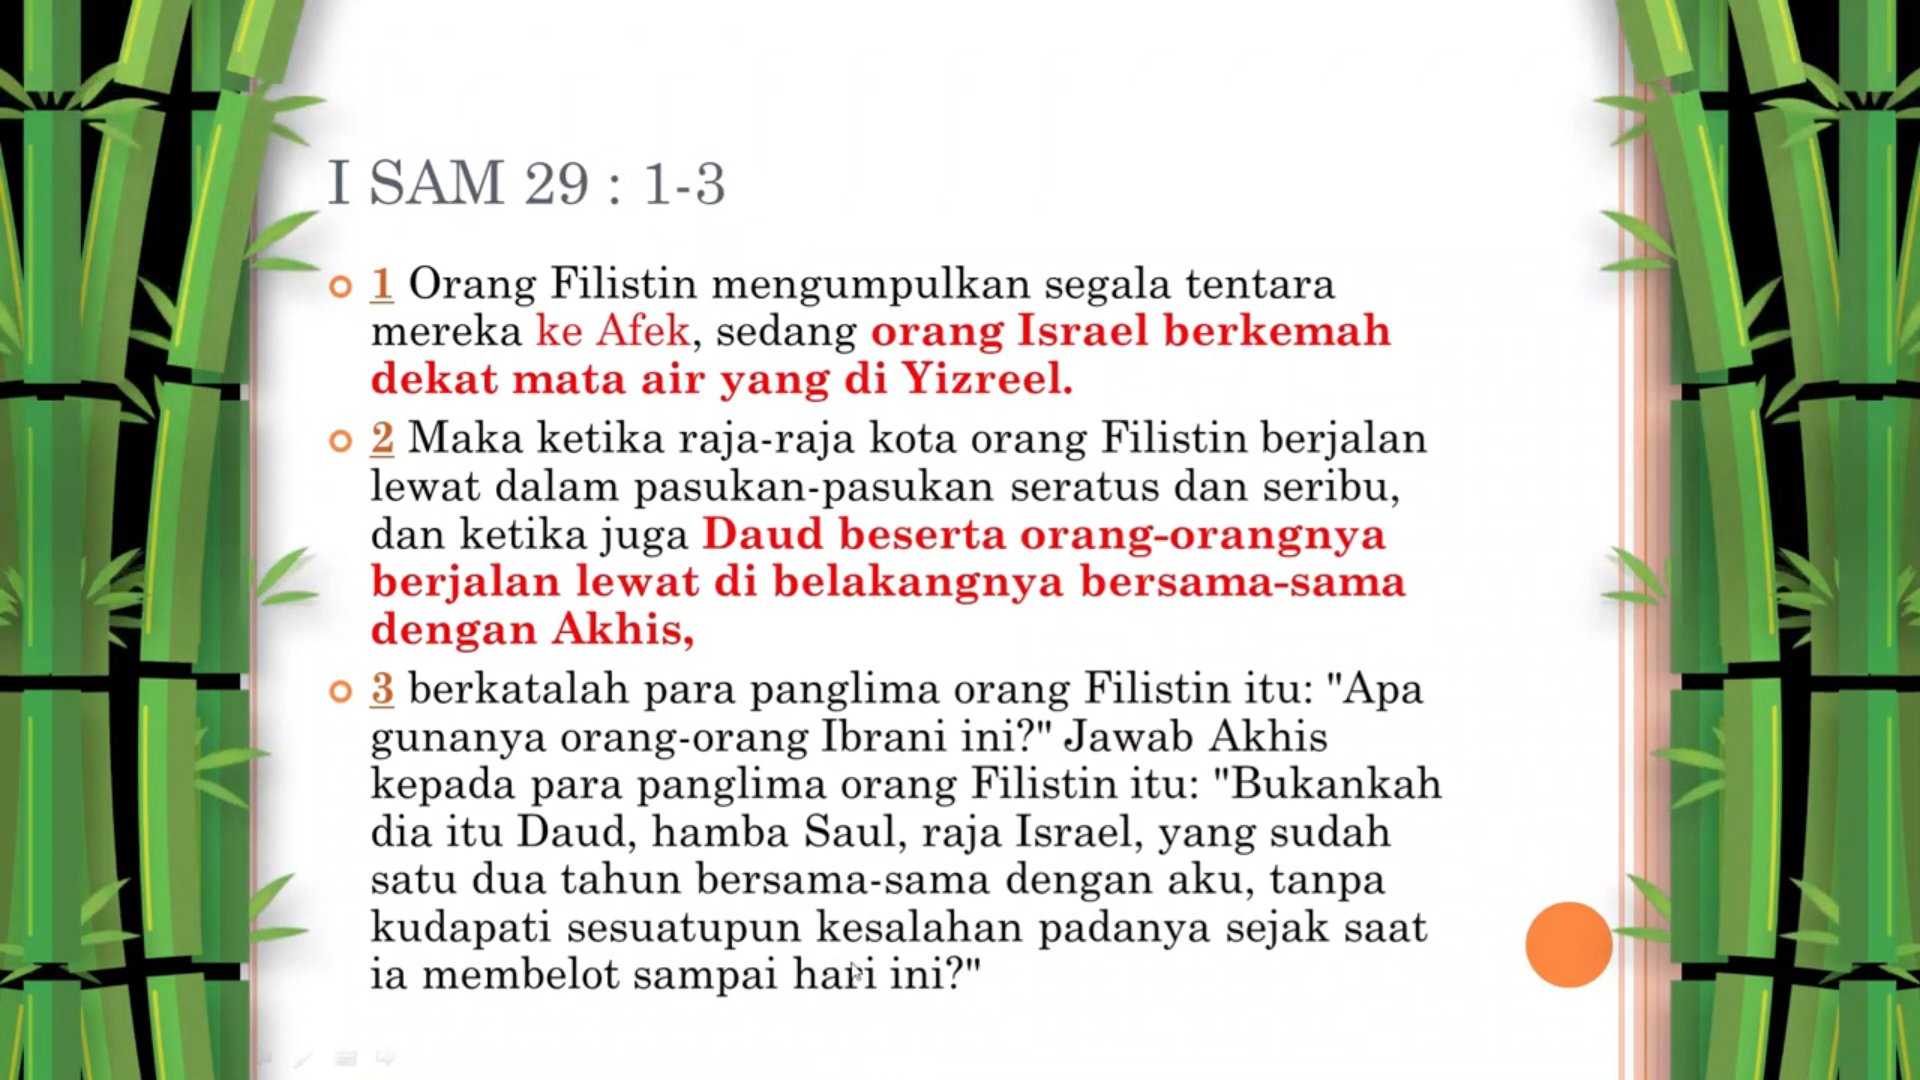 I SAM 29 : 1-3
1 Orang Filistin mengumpulkan segala tentara
mereka ke Afek, sedang orang Israel berkemah
dekat mata air yang di Yizreel.
2 Maka ketika raja-raja kota orang Filistin berjalan
lewat dalam pasukan-pasukan seratus dan seribu,
dan ketika juga Daud beserta orang-orangnya
berjalan lewat di belakangnya bersama-sama
dengan Akhis,
3 berkatalah para panglima orang Filistin itu: "Apa
gunanya orang-orang Ibrani ini?" Jawab Akhis
kepada para panglima orang Filistin itu: "Bukankah
dia itu Daud, hamba Saul, raja Israel, yang sudah
satu dua tahun bersama-sama dengan aku, tanpa
kudapati sesuatupun kesalahan padanya sejak saat
ia membelot sampai hari ini?"